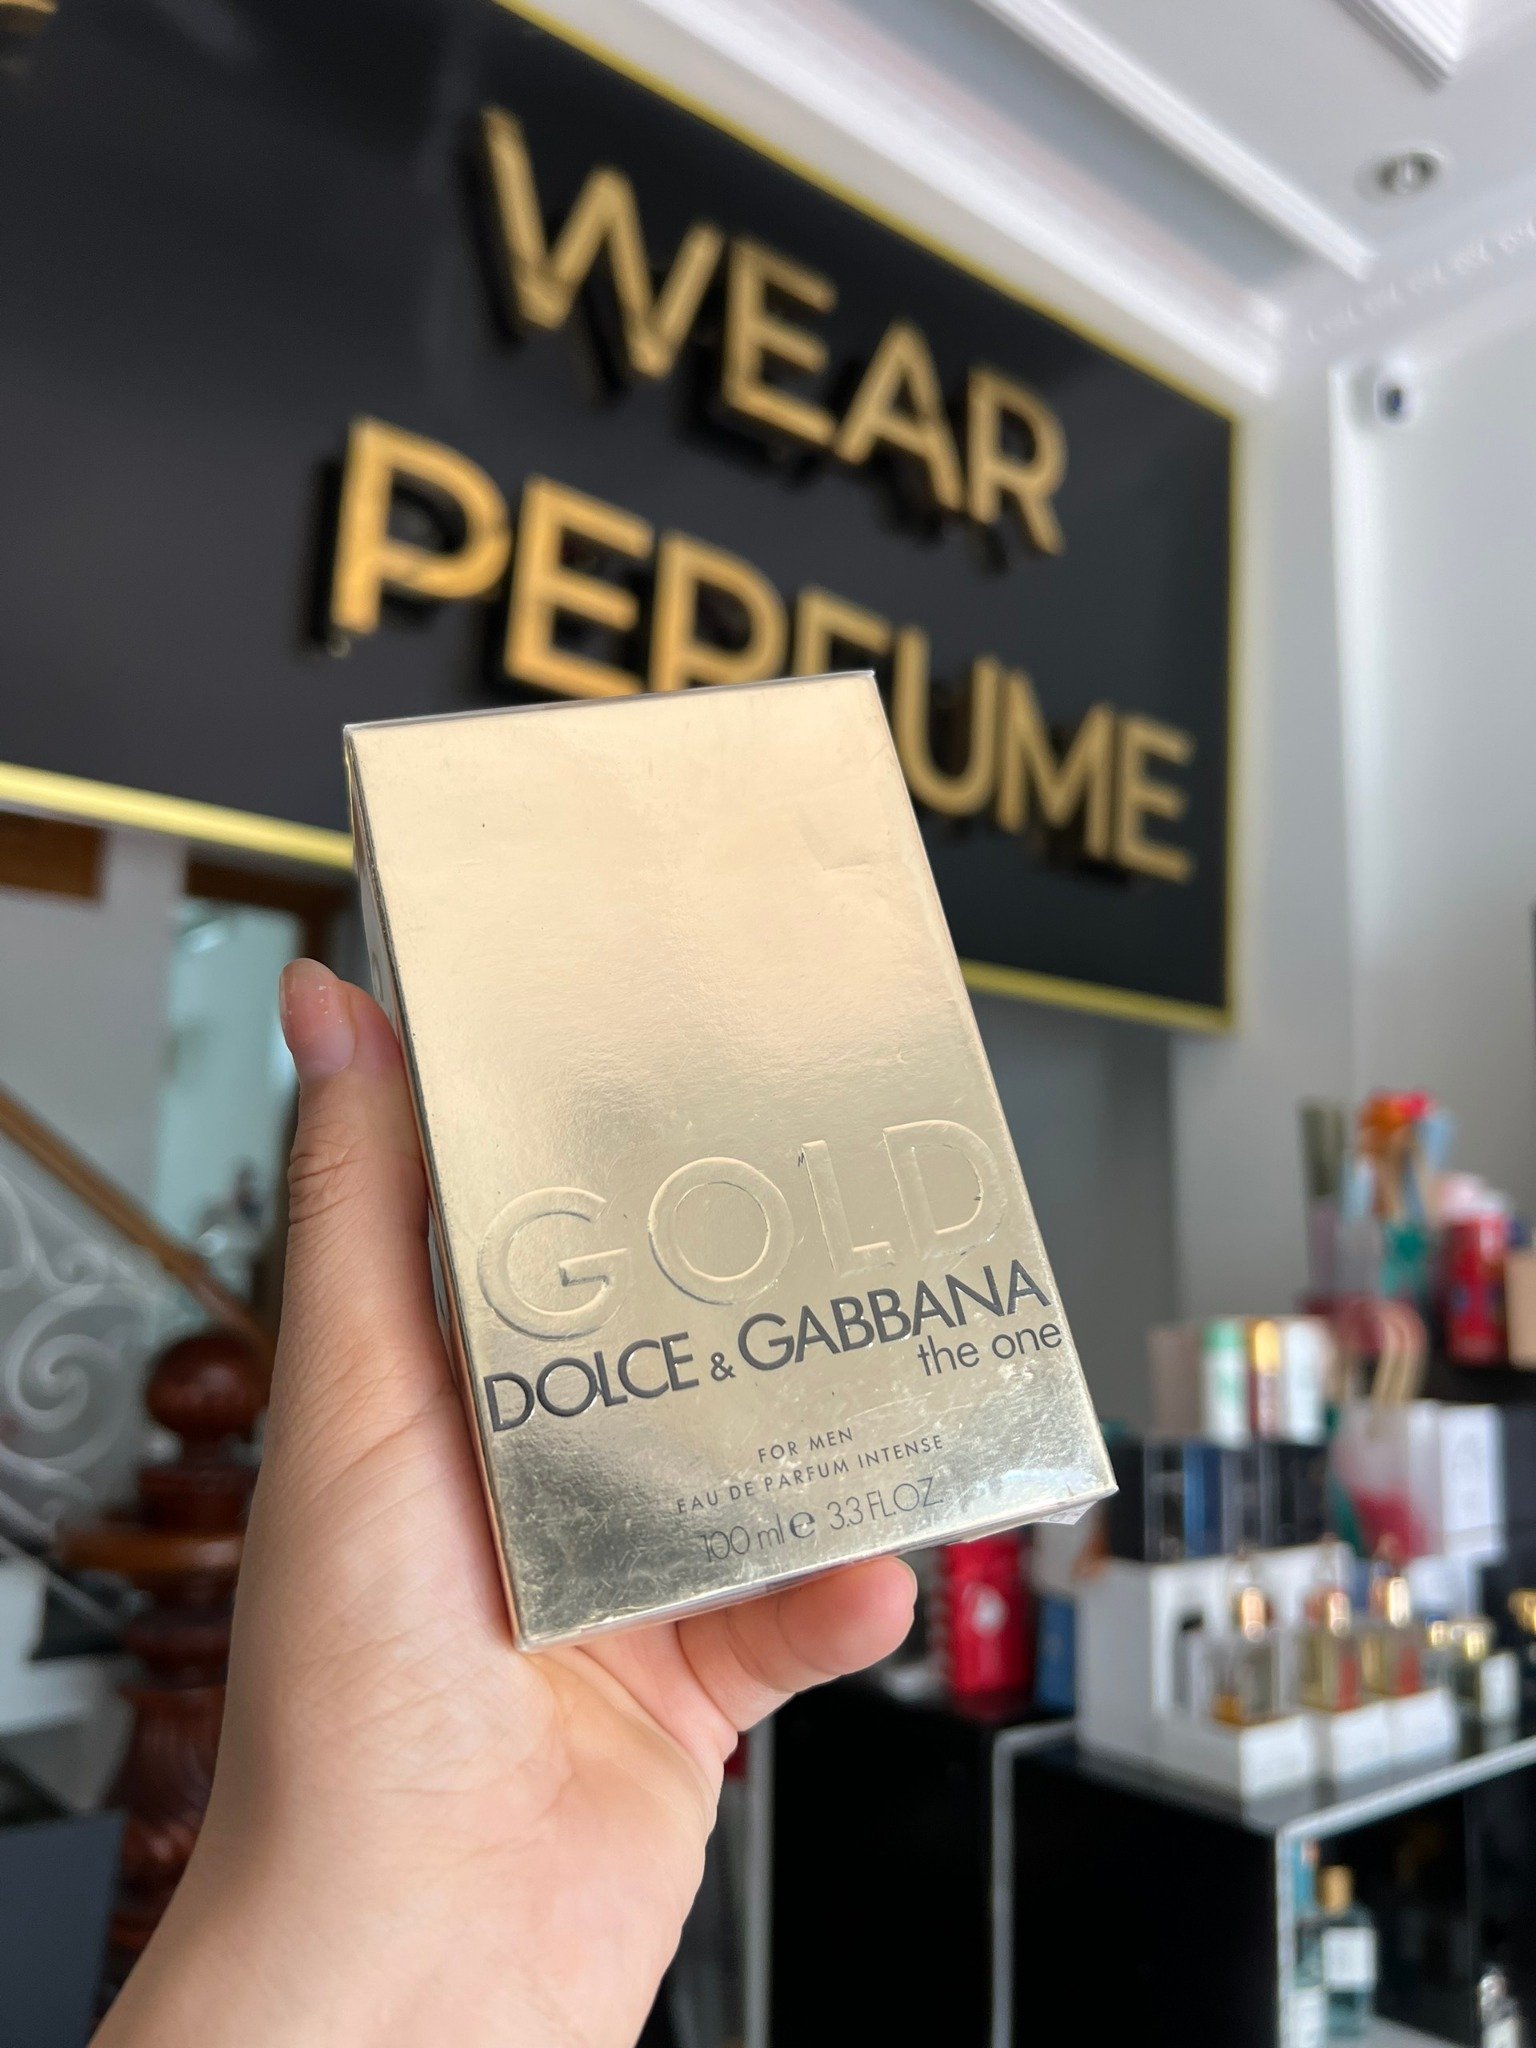 WEAR
PERFUME
GOLD
DOLCE & GABBANA
the one
FOR MEN
EAU DE PARFUM INTENSE
100 ml e 3.3 FL.OZ.